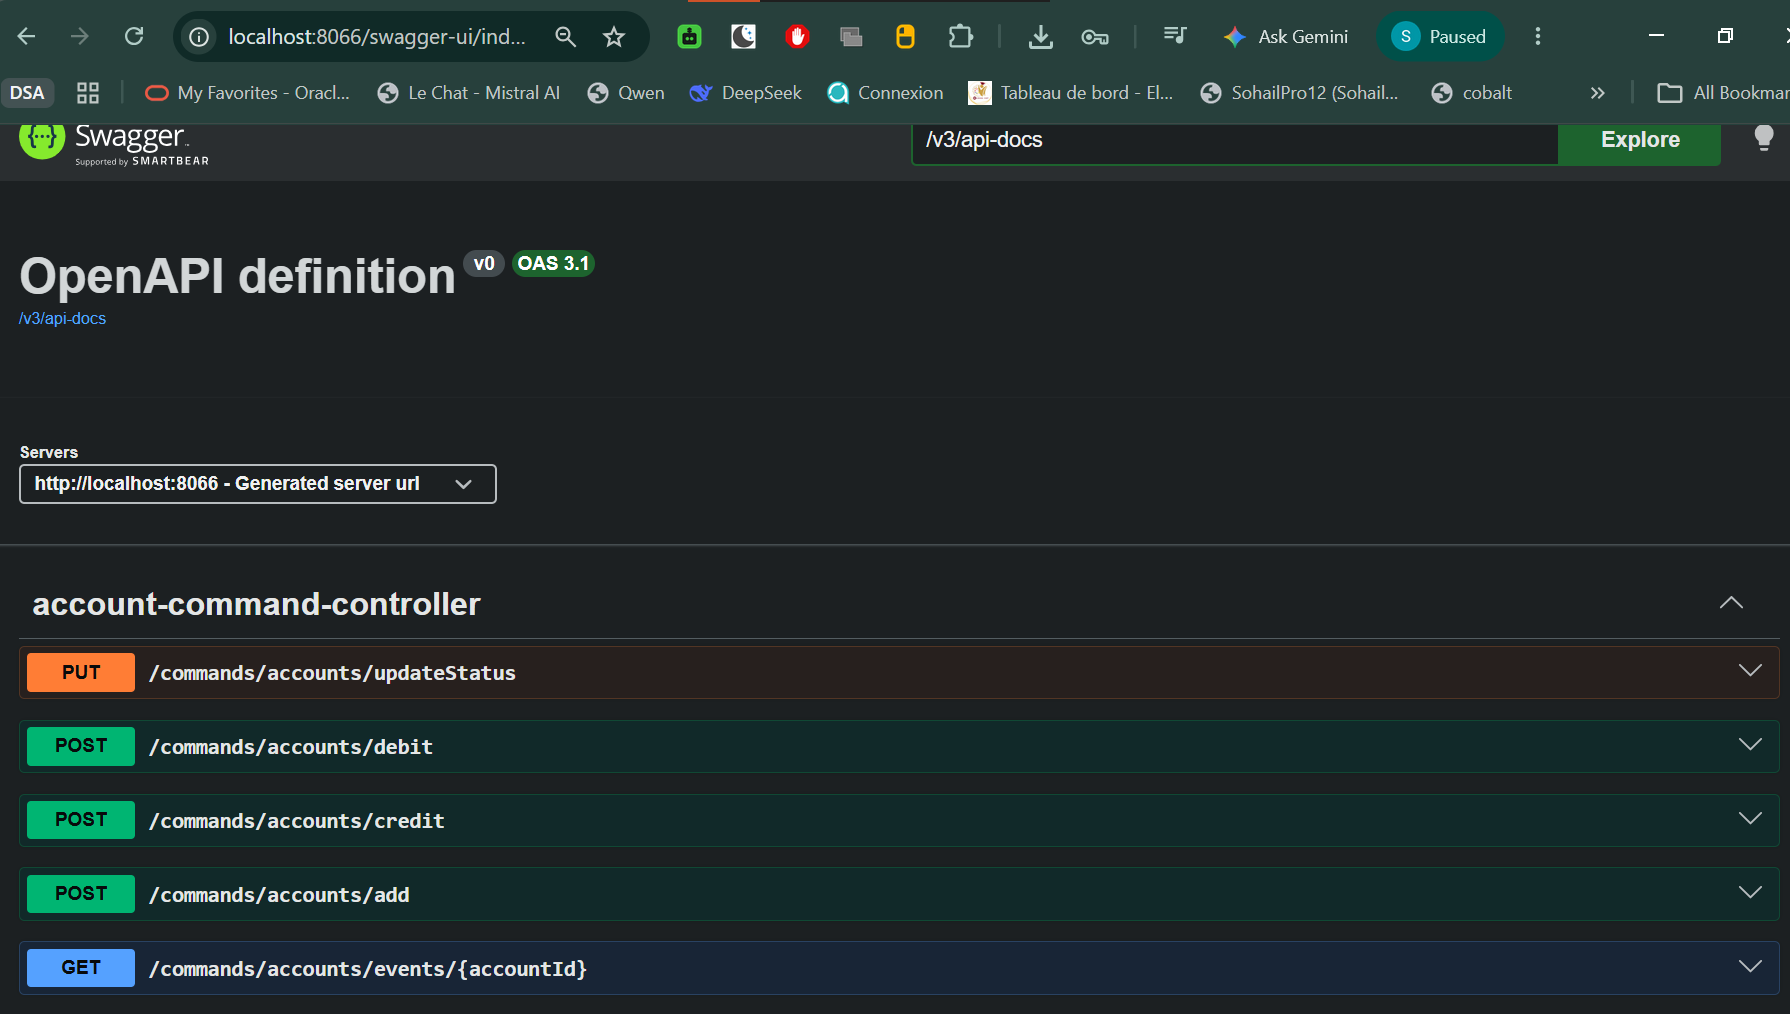 localhost:8066/swagger-ui/ind...
Ask Gemini
S
Paused
DSA
My Favorites - Oracl...
Le Chat - Mistral AI
Qwen
DeepSeek
Connexion
Tableau de bord - El...
SohailPro12 (Sohail...
cobalt
»
All Bookmar
{...}
Swagger
Supported by SMARTBEAR
/v3/api-docs
Explore
OpenAPI definition
v0
OAS 3.1
/v3/api-docs
Servers
http://localhost:8066 - Generated server url
account-command-controller
PUT /commands/accounts/updateStatus
POST /commands/accounts/debit
POST /commands/accounts/credit
POST /commands/accounts/add
GET /commands/accounts/events/{accountId}